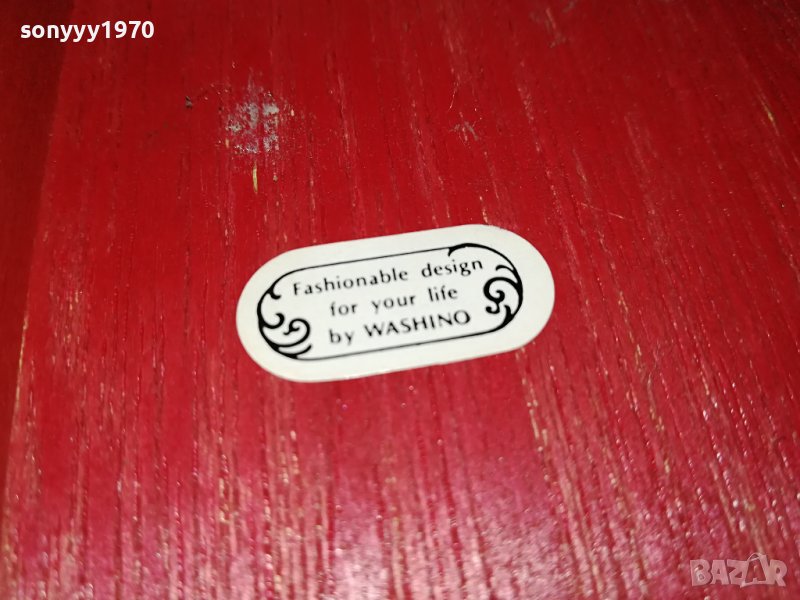 sonyyy1970
Fashionable design
for your life
by WASHINO
BAZAR